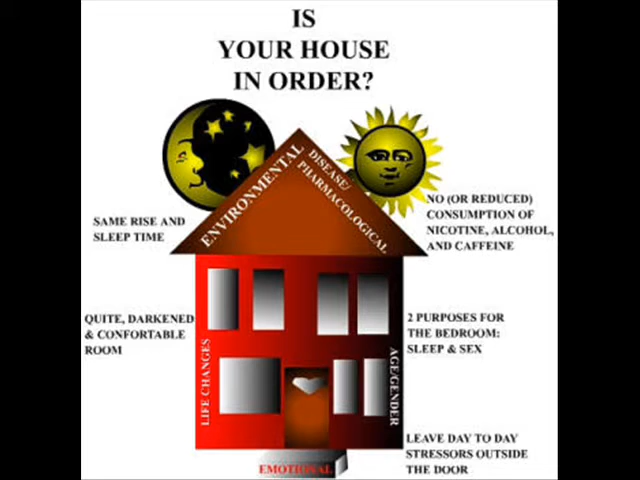 IS
YOUR HOUSE
IN ORDER?
ENVIRONMENTAL
DISEASE/
PHARMACOLOGICAL
SAME RISE AND
SLEEP TIME
NO (OR REDUCED)
CONSUMPTION OF
NICOTINE, ALCOHOL,
AND CAFFEINE
QUITE, DARKENED
& CONFORTABLE
ROOM
2 PURPOSES FOR
THE BEDROOM:
SLEEP & SEX
LIFE CHANGES
AGE/GENDER
LEAVE DAY TO DAY
STRESSORS OUTSIDE
THE DOOR
EMOTIONAL